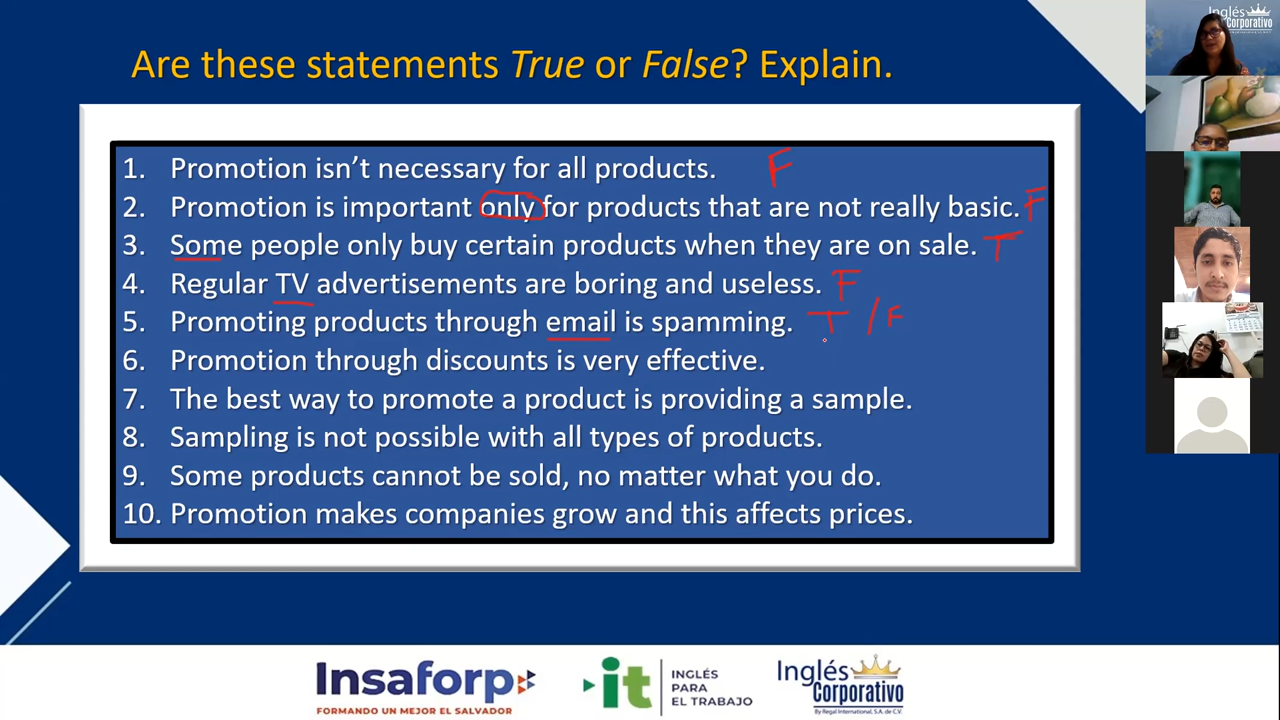 Are these statements True or False? Explain.
1. Promotion isn't necessary for all products. F
2. Promotion is important only for products that are not really basic. F
3. Some people only buy certain products when they are on sale. T
4. Regular TV advertisements are boring and useless. F
5. Promoting products through email is spamming. T / F
6. Promotion through discounts is very effective.
7. The best way to promote a product is providing a sample.
8. Sampling is not possible with all types of products.
9. Some products cannot be sold, no matter what you do.
10. Promotion makes companies grow and this affects prices.
Inglés
Corporativo
Insaforp
FORMANDO UN MEJOR EL SALVADOR
it
INGLÉS
PARA
EL TRABAJO
Inglés
Corporativo
By Regal International, S.A. de C.V.